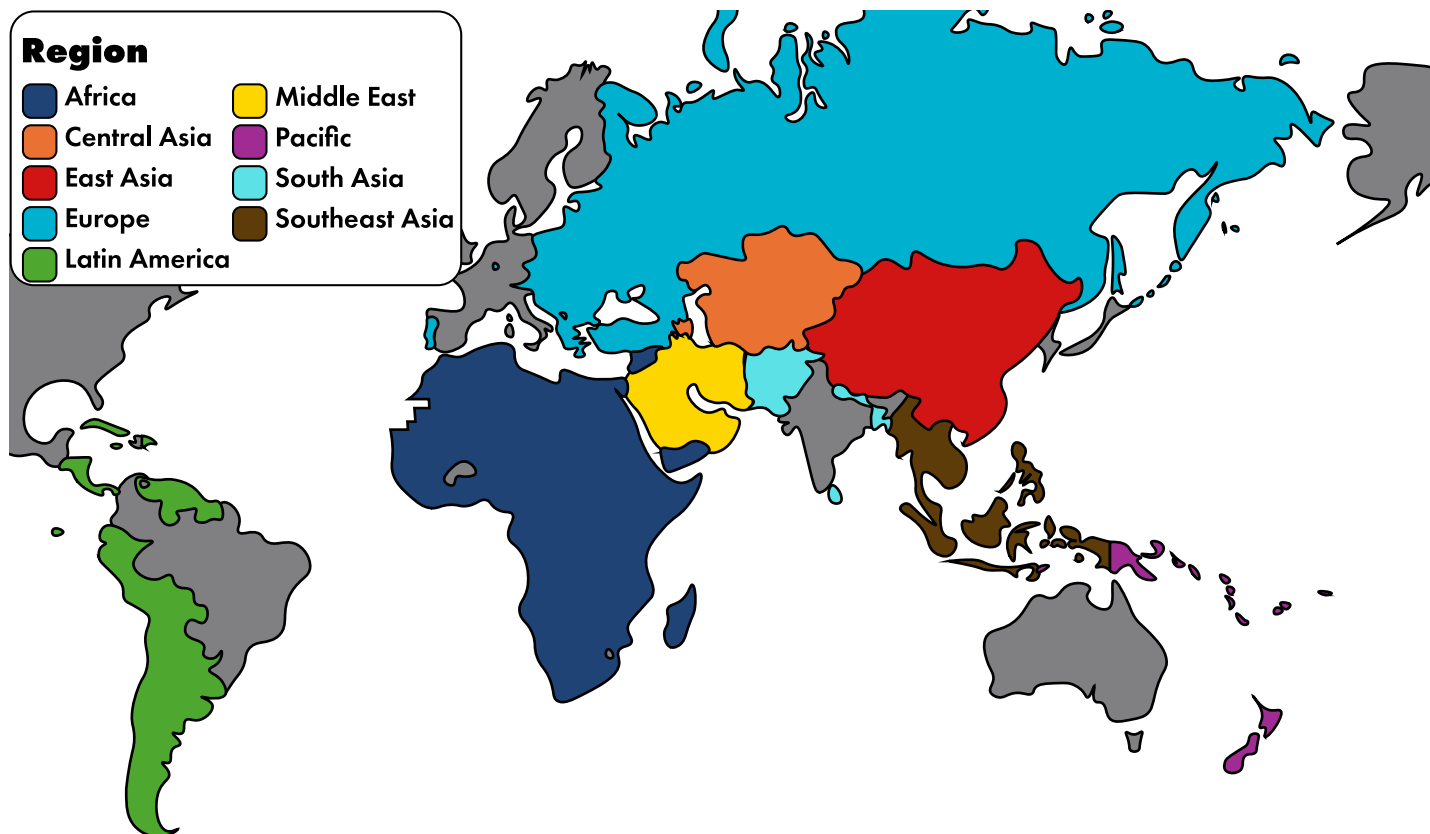 Region
Africa
Central Asia
East Asia
Europe
Latin America
Middle East
Pacific
South Asia
Southeast Asia